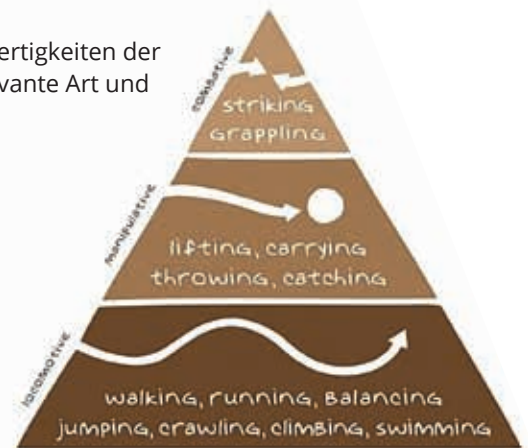 ertigkeiten der
vante Art und
combative
striking
grappling
manipulative
lifting, carrying
throwing, catching
locomotive
walking, running, Balancing
jumping, crawling, climbing, swimming